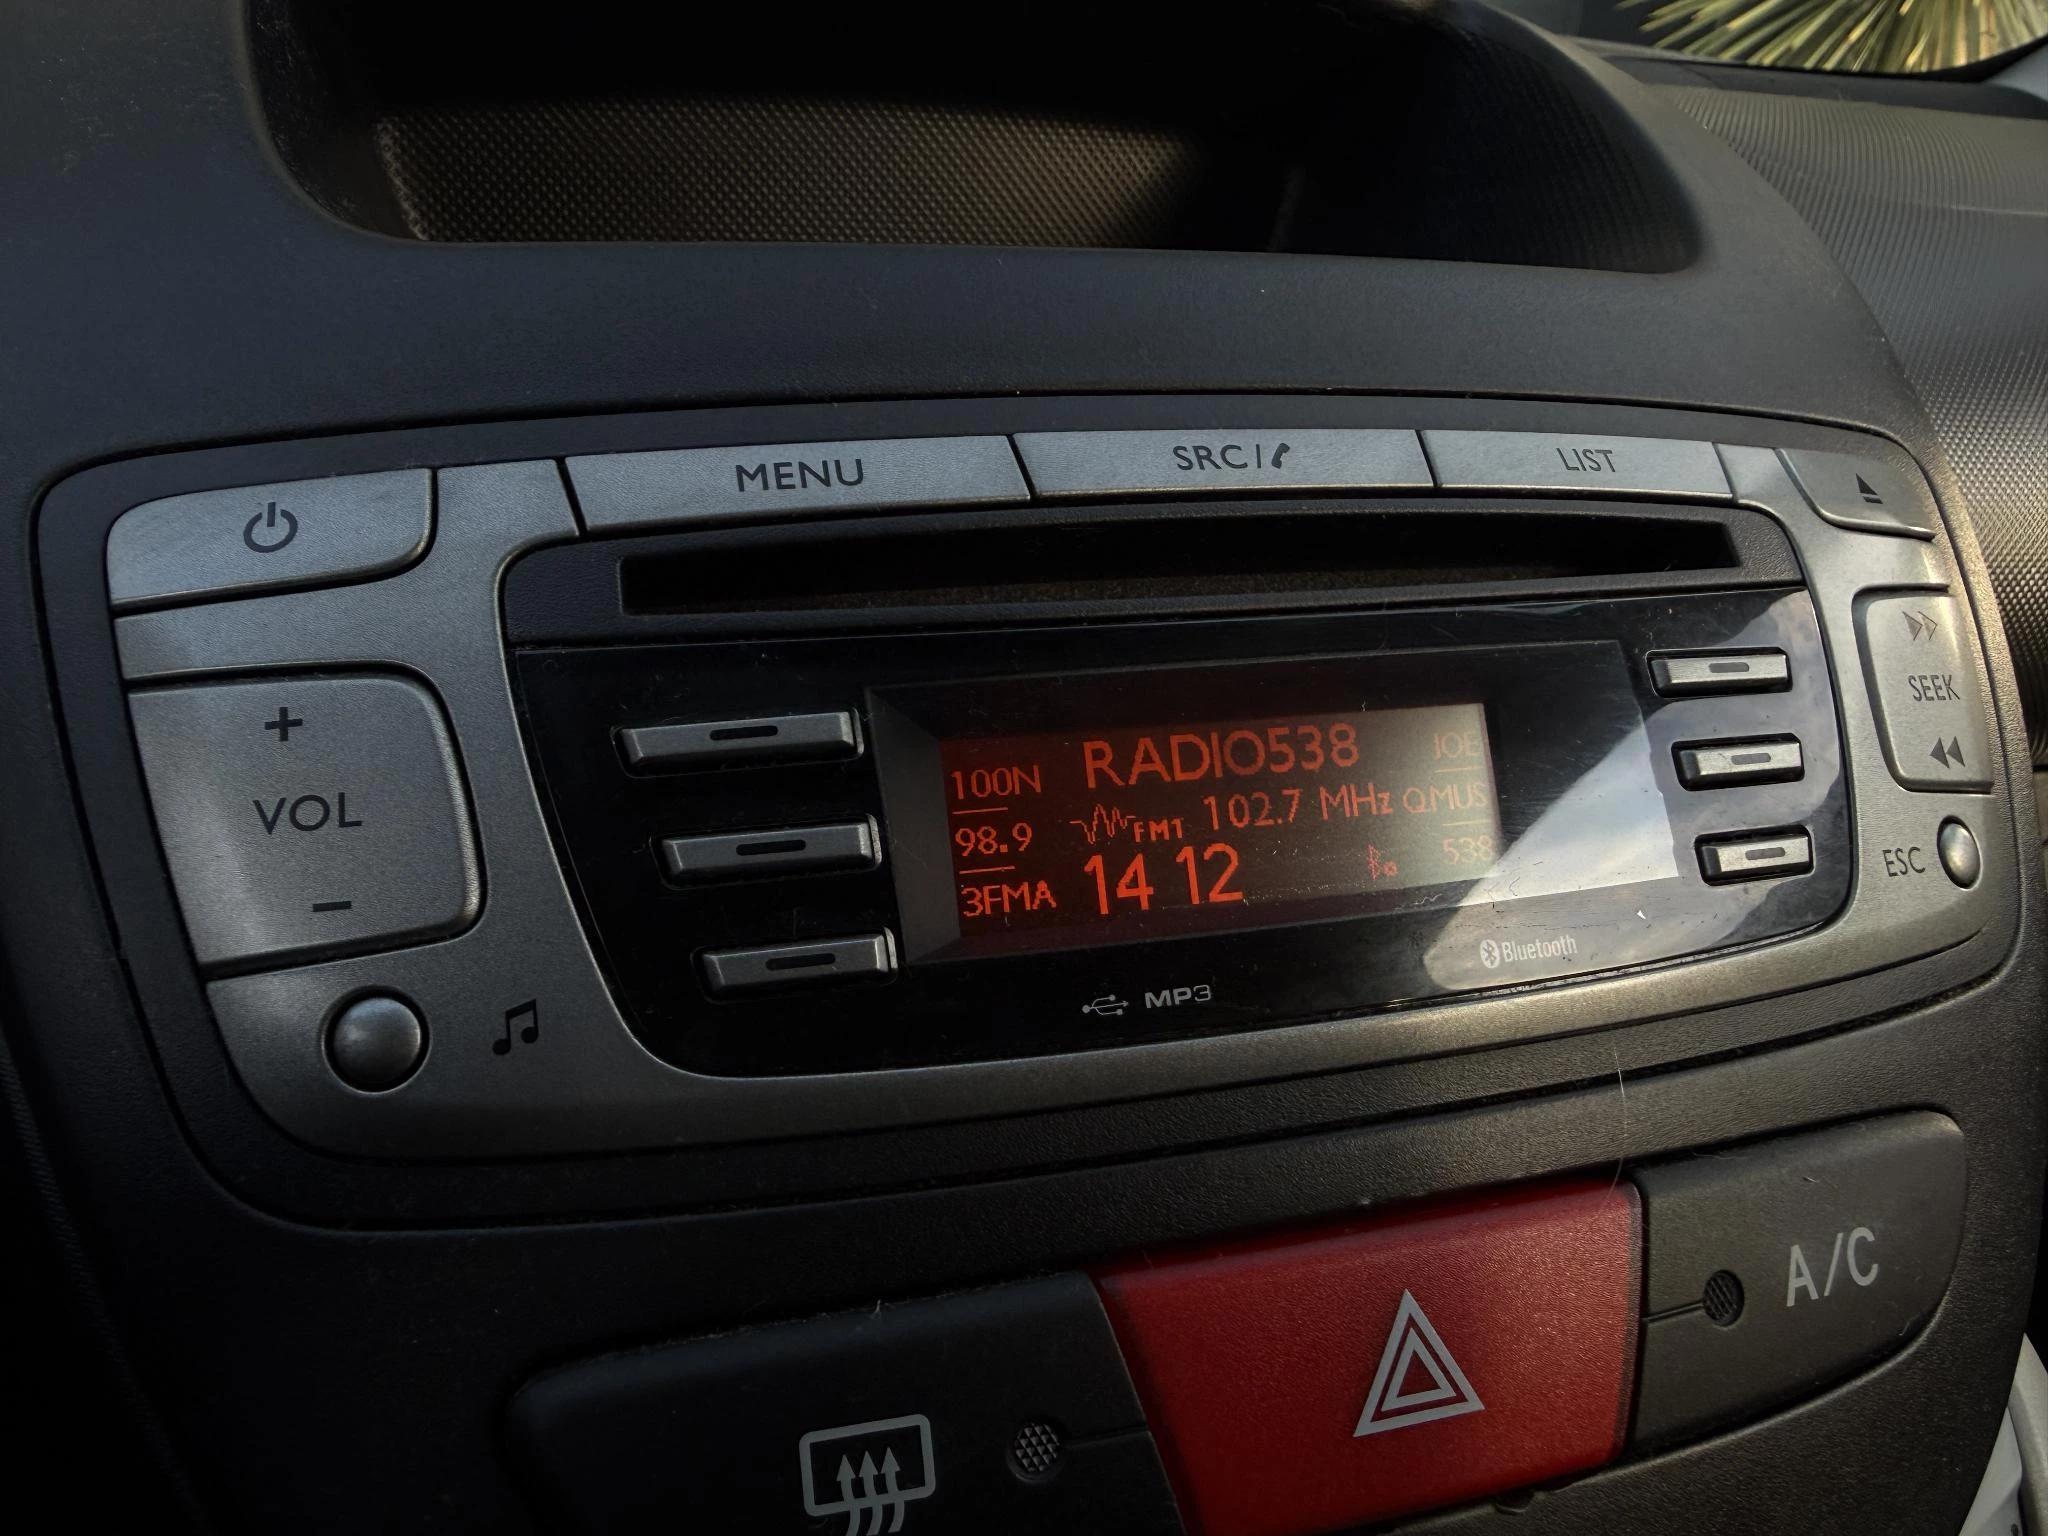 MENU
SRC/
LIST
SEEK
ESC
+
VOL
-
RADIO538
JOE
100N
102.7 MHz
QMUS
FMT
98.9
14 12
538
3FMA
Bluetooth
MP3
A/C